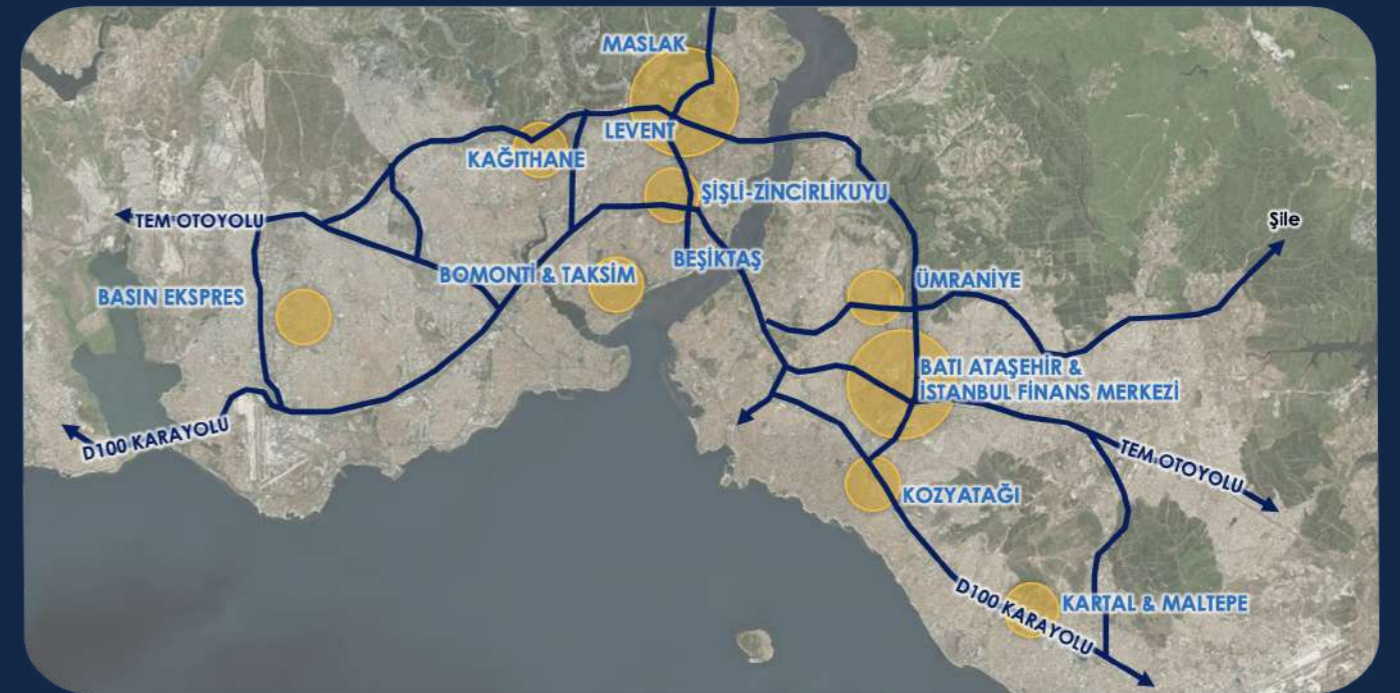 MASLAK
LEVENT
KAĞITHANE
ŞİŞLİ-ZİNCİRLİKUYU
TEM OTOYOLU
Şile
BEŞİKTAŞ
BOMONTİ & TAKSİM
ÜMRANİYE
BASIN EKSPRES
BATI ATAŞEHİR &
İSTANBUL FİNANS MERKEZİ
D100 KARAYOLU
TEM OTOYOLU
KOZYATAĞI
D100 KARAYOLU
KARTAL & MALTEPE